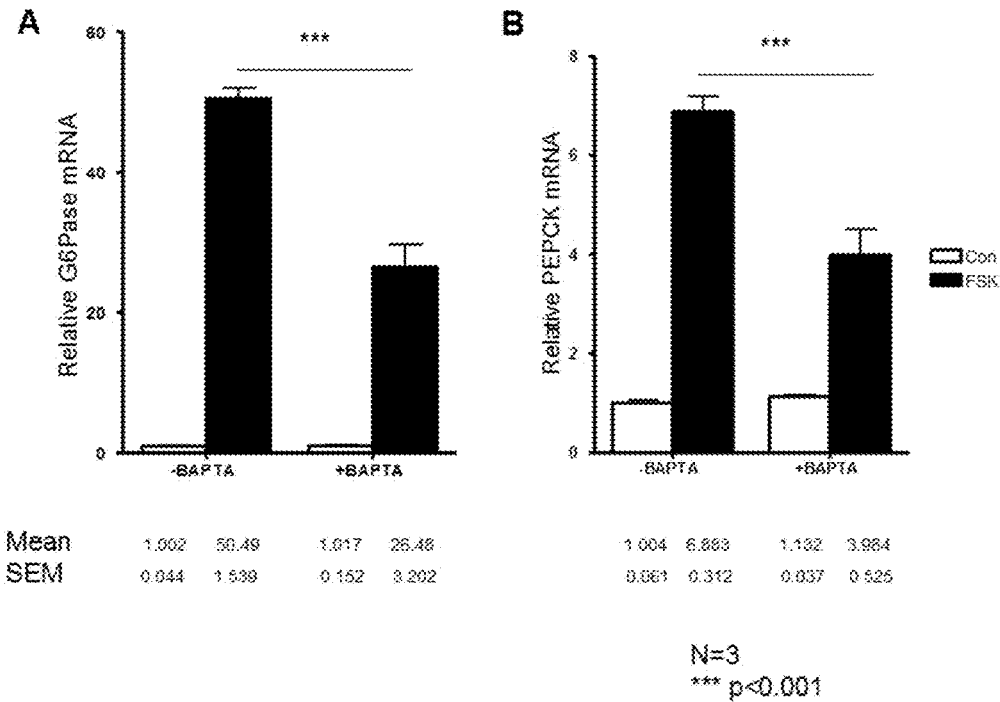 A
60
40
20
0
Relative G6Pase mRNA
***
-BAPTA +BAPTA
B
8
6
4
2
0
Relative PEPCK mRNA
***
-BAPTA +BAPTA
Con
FSK
Mean 1.002 50.49 1.017 26.48 1.004 6.883 1.132 3.984
SEM 0.044 1.539 0.152 3.202 0.061 0.312 0.037 0.525
N=3
*** p<0.001